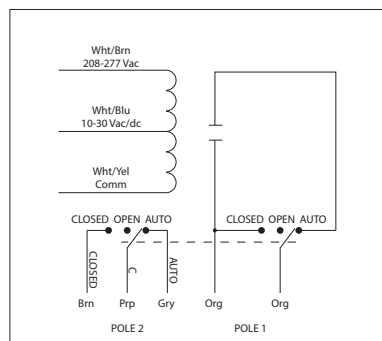 Wht/Brn
208-277 Vac
Wht/Blu
10-30 Vac/dc
Wht/Yel
Comm
CLOSED OPEN AUTO
CLOSED OPEN AUTO
CLOSED
C
AUTO
Brn
Prp
Gry
Org
Org
POLE 2
POLE 1